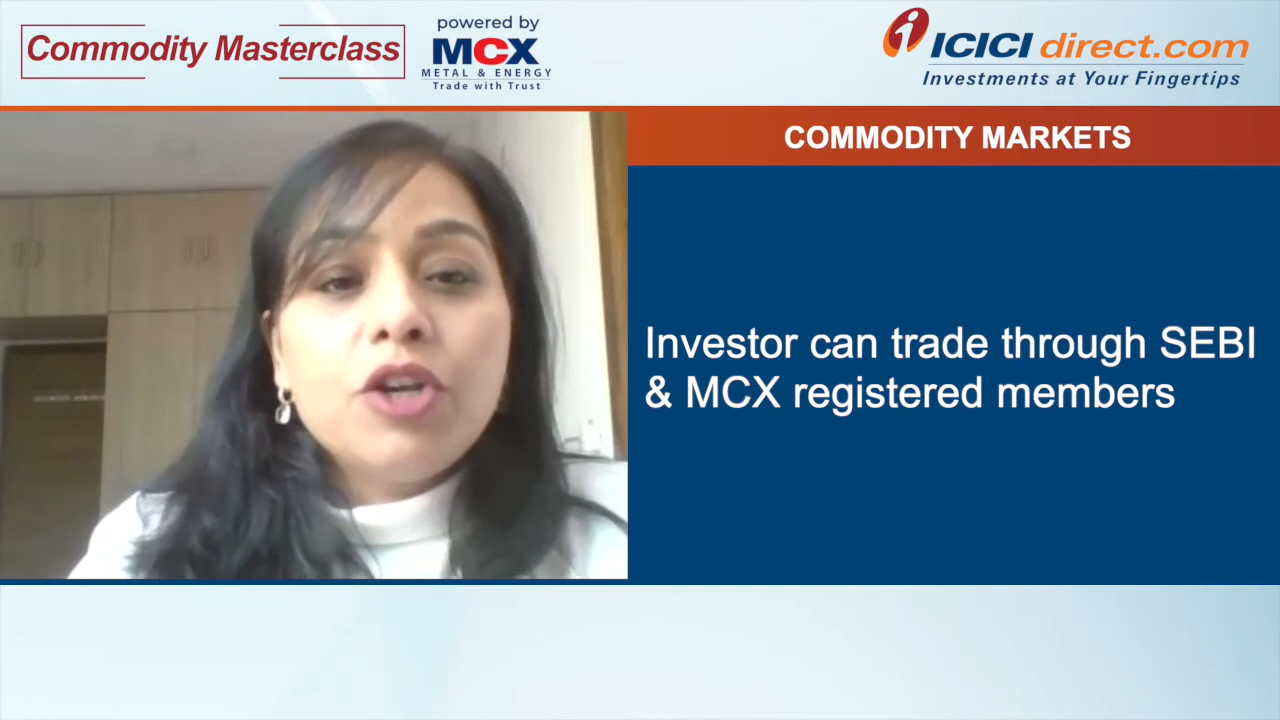 Commodity Masterclass
powered by
MCX
METAL & ENERGY
Trade with Trust
i ICICI direct.com
Investments at Your Fingertips
COMMODITY MARKETS
Investor can trade through SEBI
& MCX registered members